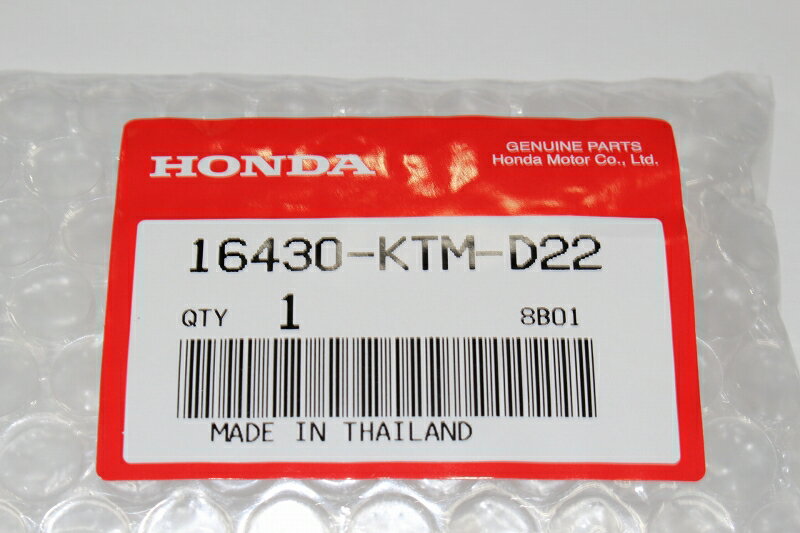 HONDA
GENUINE PARTS
Honda Motor Co., Ltd.
16430-KTM-D22
QTY 1 8B01
MADE IN THAILAND